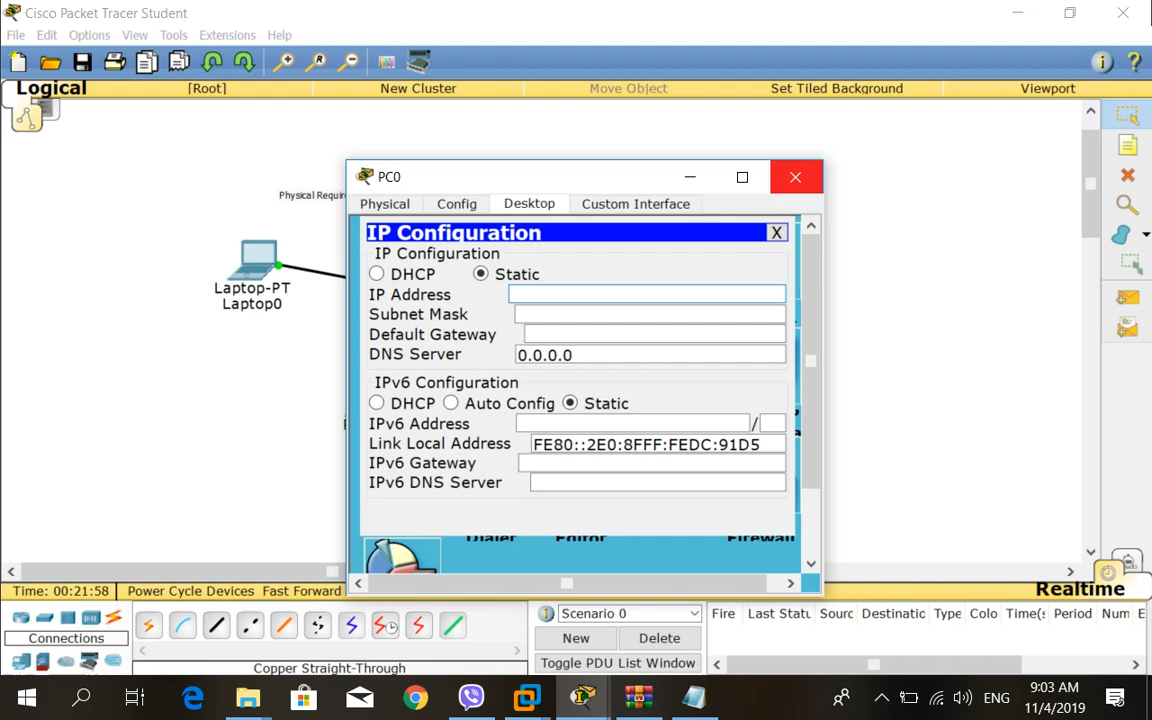 Cisco Packet Tracer Student
File Edit Options View Tools Extensions Help
Logical [Root] New Cluster Move Object Set Tiled Background Viewport
Physical
PC0
Physical Config Desktop Custom Interface
IP Configuration X
IP Configuration
DHCP Static
IP Address
Subnet Mask
Default Gateway
DNS Server 0.0.0.0
IPv6 Configuration
DHCP Auto Config Static
IPv6 Address /
Link Local Address FE80::2E0:8FFF:FEDC:91D5
IPv6 Gateway
IPv6 DNS Server
Dialer Editor Firewall
Laptop-PT
Laptop0
Time: 00:21:58 Power Cycle Devices Fast Forward Realtime
Connections
Copper Straight-Through
Scenario 0
New Delete
Toggle PDU List Window
Fire Last Statu Sourc Destinatic Type Colo Time(s Period Num E
ENG
9:03 AM
11/4/2019